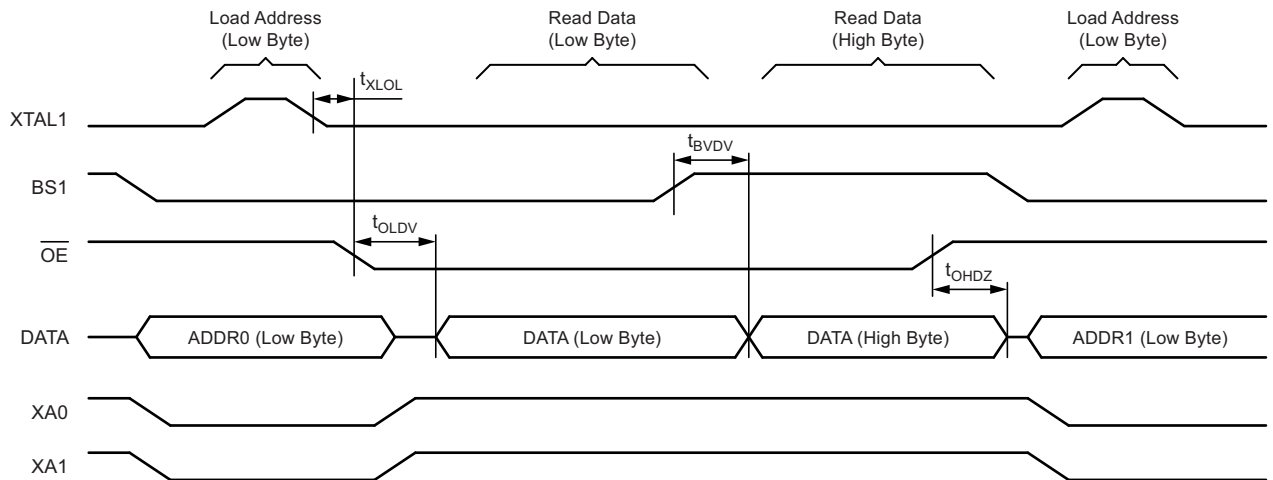 Load Address
(Low Byte)
Read Data
(Low Byte)
Read Data
(High Byte)
Load Address
(Low Byte)
tXLOL
XTAL1
tBVDV
BS1
tOLDV
OE
tOHDZ
DATA
ADDR0 (Low Byte)
DATA (Low Byte)
DATA (High Byte)
ADDR1 (Low Byte)
XA0
XA1